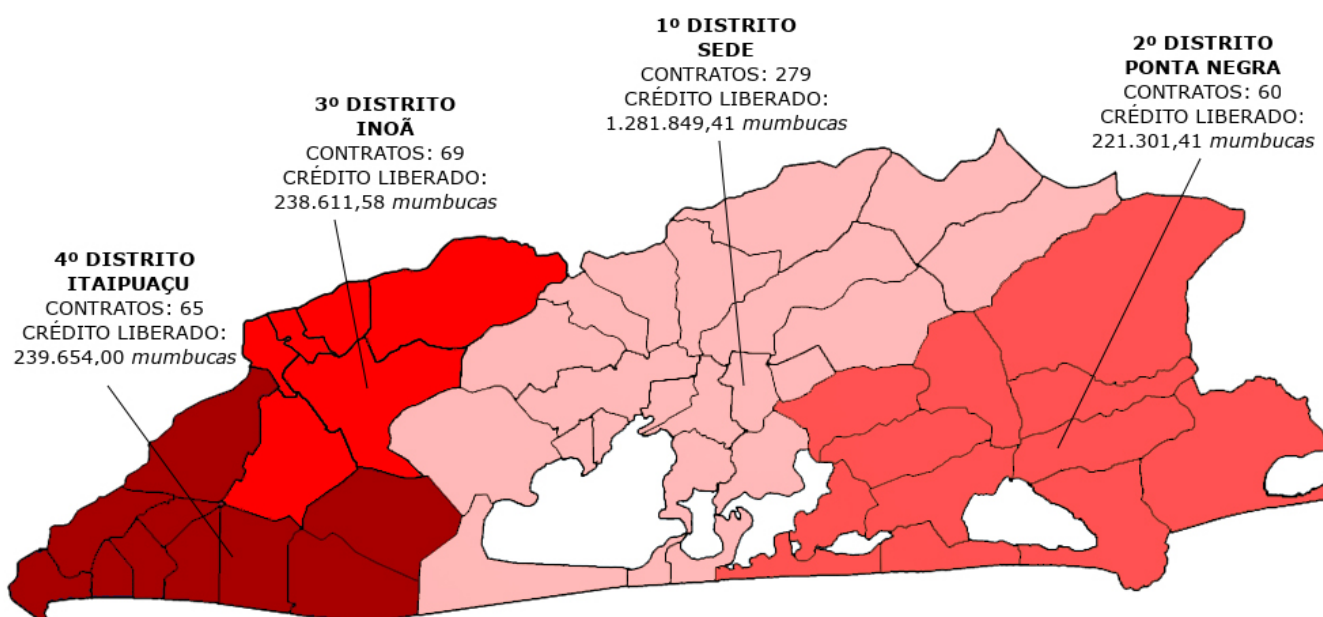 1º DISTRITO
SEDE
CONTRATOS: 279
CRÉDITO LIBERADO:
1.281.849,41 mumbucas
2º DISTRITO
PONTA NEGRA
CONTRATOS: 60
CRÉDITO LIBERADO:
221.301,41 mumbucas
3º DISTRITO
INOÃ
CONTRATOS: 69
CRÉDITO LIBERADO:
238.611,58 mumbucas
4º DISTRITO
ITAIPUAÇU
CONTRATOS: 65
CRÉDITO LIBERADO:
239.654,00 mumbucas